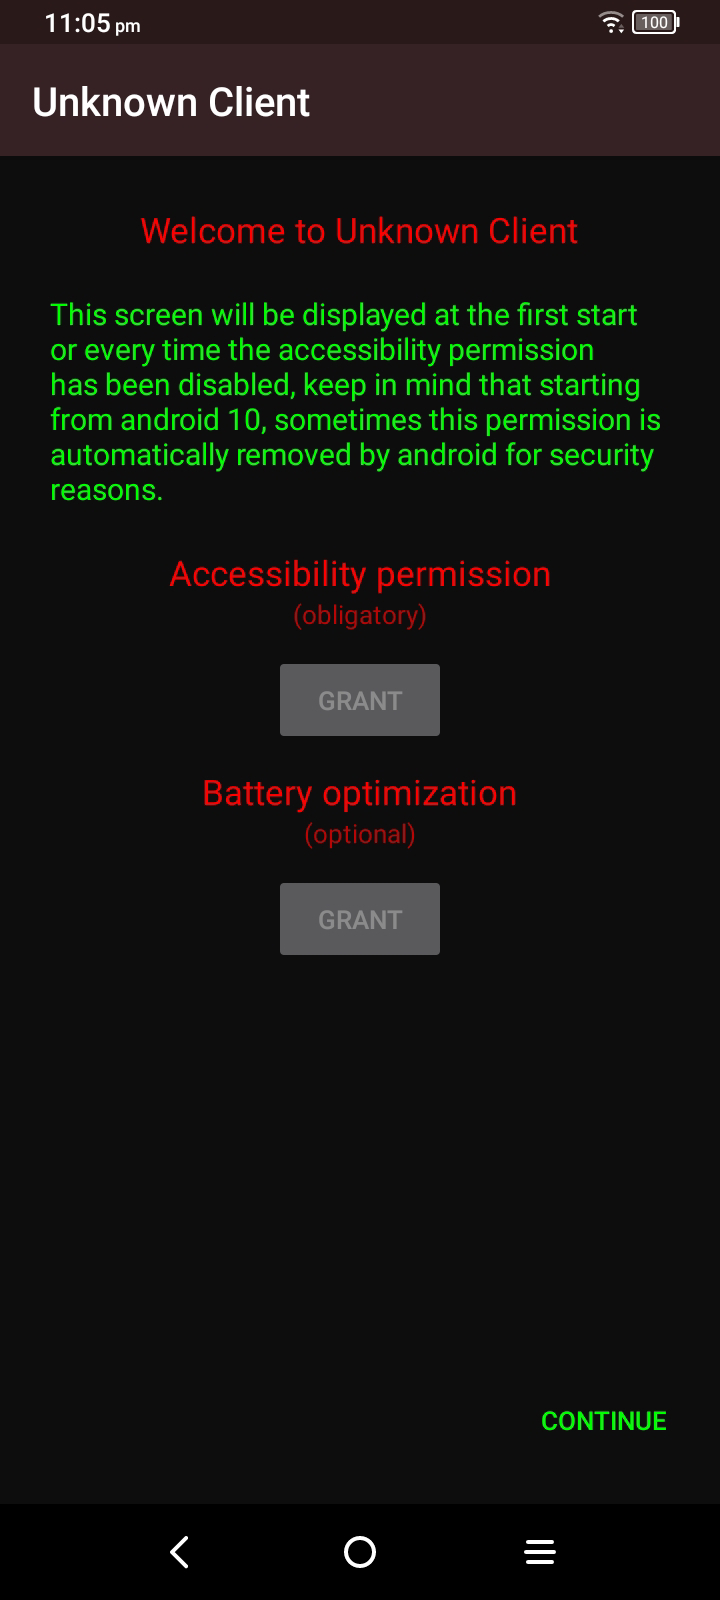 11:05 pm
100
Unknown Client
Welcome to Unknown Client
This screen will be displayed at the first start
or every time the accessibility permission
has been disabled, keep in mind that starting
from android 10, sometimes this permission is
automatically removed by android for security
reasons.
Accessibility permission
(obligatory)
GRANT
Battery optimization
(optional)
GRANT
CONTINUE